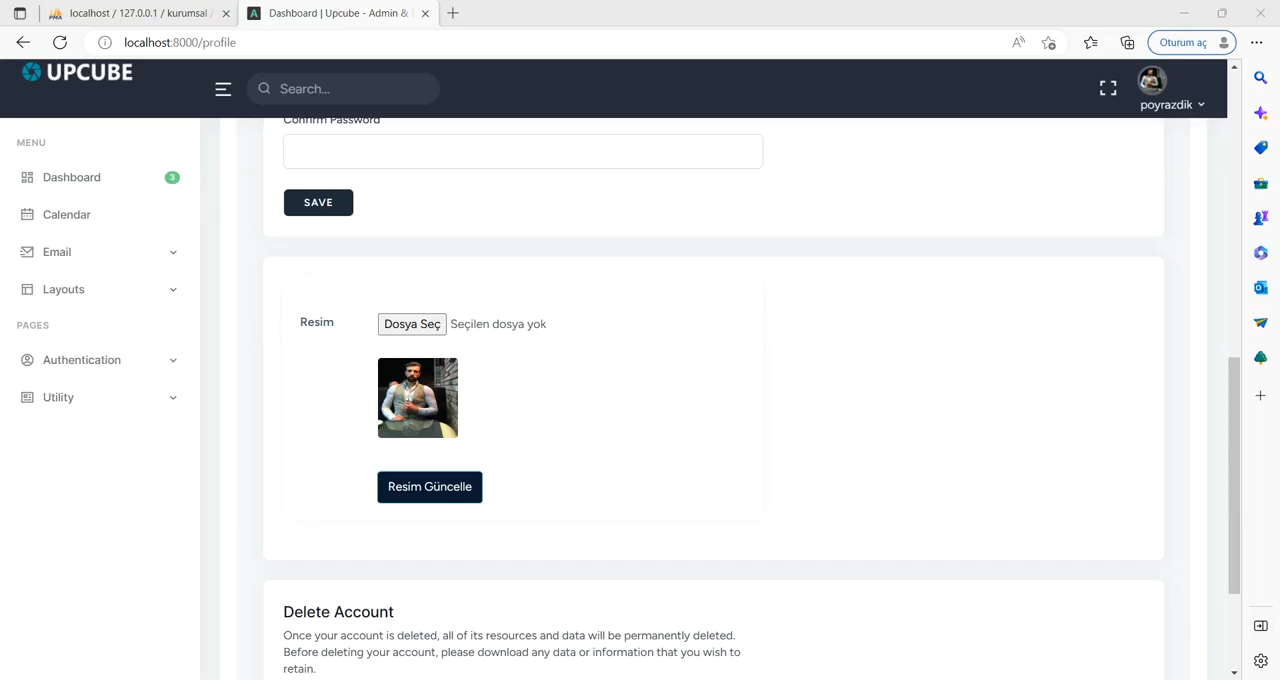 localhost / 127.0.0.1 / kurumsal
Dashboard | Upcube - Admin &
localhost:8000/profile
Oturum aç
UPCUBE
Search...
poyrazdik
MENU
Dashboard
3
Calendar
Email
Layouts
PAGES
Authentication
Utility
Confirm Password
SAVE
Resim
Dosya Seç Seçilen dosya yok
Resim Güncelle
Delete Account
Once your account is deleted, all of its resources and data will be permanently deleted.
Before deleting your account, please download any data or information that you wish to
retain.